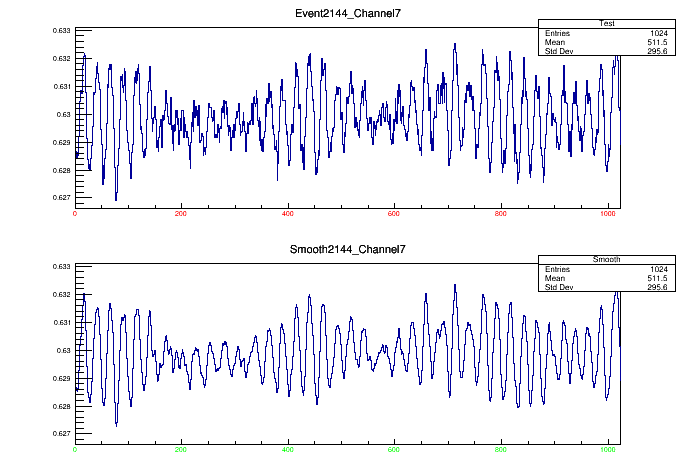 Event2144_Channel7
Test
Entries 1024
Mean 511.5
Std Dev 295.6
0.633
0.632
0.631
0.63
0.629
0.628
0.627
0 200 400 600 800 1000
Smooth2144_Channel7
Smooth
Entries 1024
Mean 511.5
Std Dev 295.6
0.633
0.632
0.631
0.63
0.629
0.628
0.627
0 200 400 600 800 1000